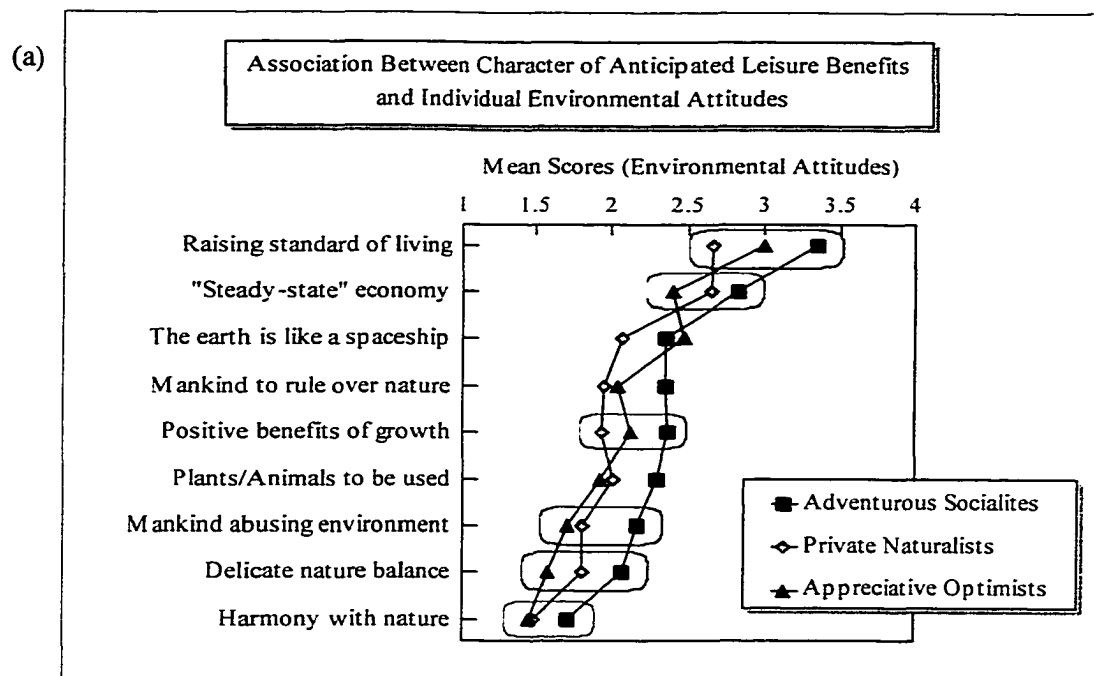 (a)
Association Between Character of Anticipated Leisure Benefits
and Individual Environmental Attitudes
Mean Scores (Environmental Attitudes)
1 1.5 2 2.5 3 3.5 4
Raising standard of living
"Steady-state" economy
The earth is like a spaceship
Mankind to rule over nature
Positive benefits of growth
Plants/Animals to be used
Mankind abusing environment
Delicate nature balance
Harmony with nature
Adventurous Socialites
Private Naturalists
Appreciative Optimists